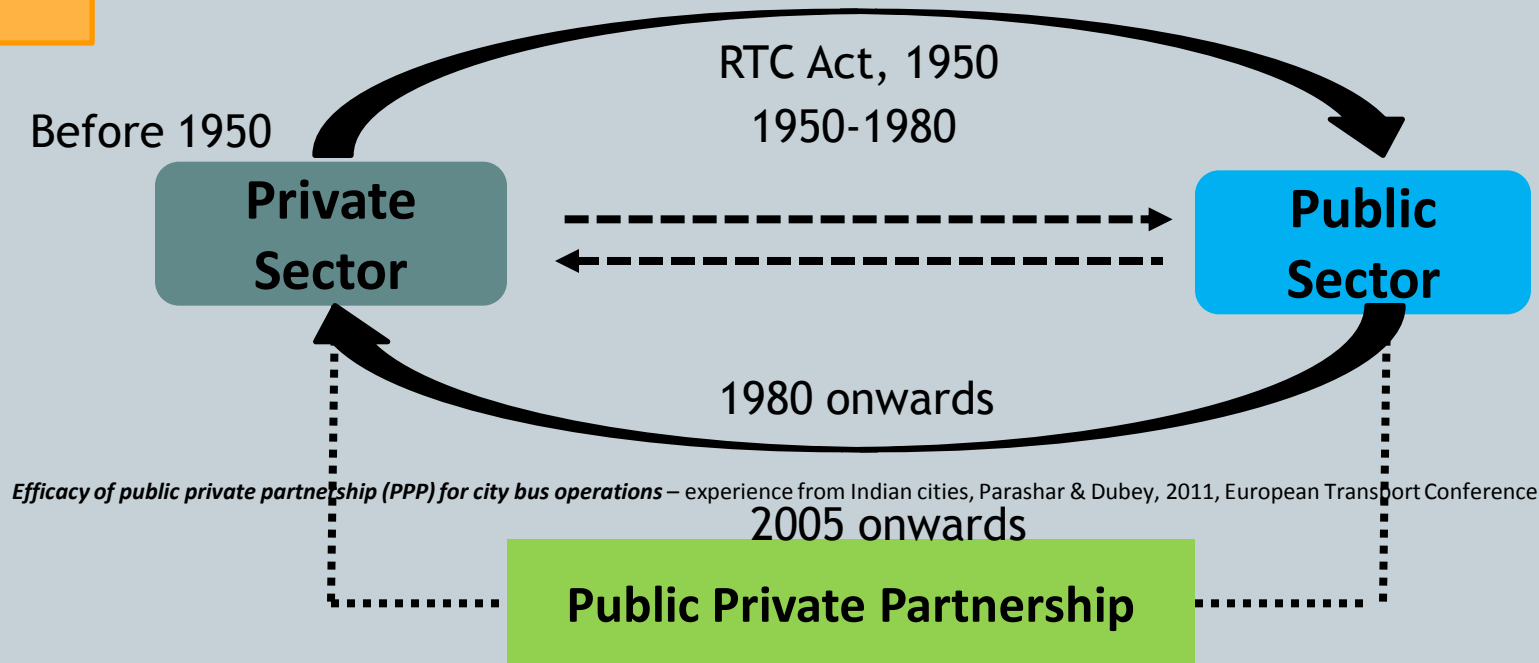 RTC Act, 1950
1950-1980
Before 1950
Private
Sector
Public
Sector
1980 onwards
Efficacy of public private partnership (PPP) for city bus operations – experience from Indian cities, Parashar & Dubey, 2011, European Transport Conference
2005 onwards
Public Private Partnership